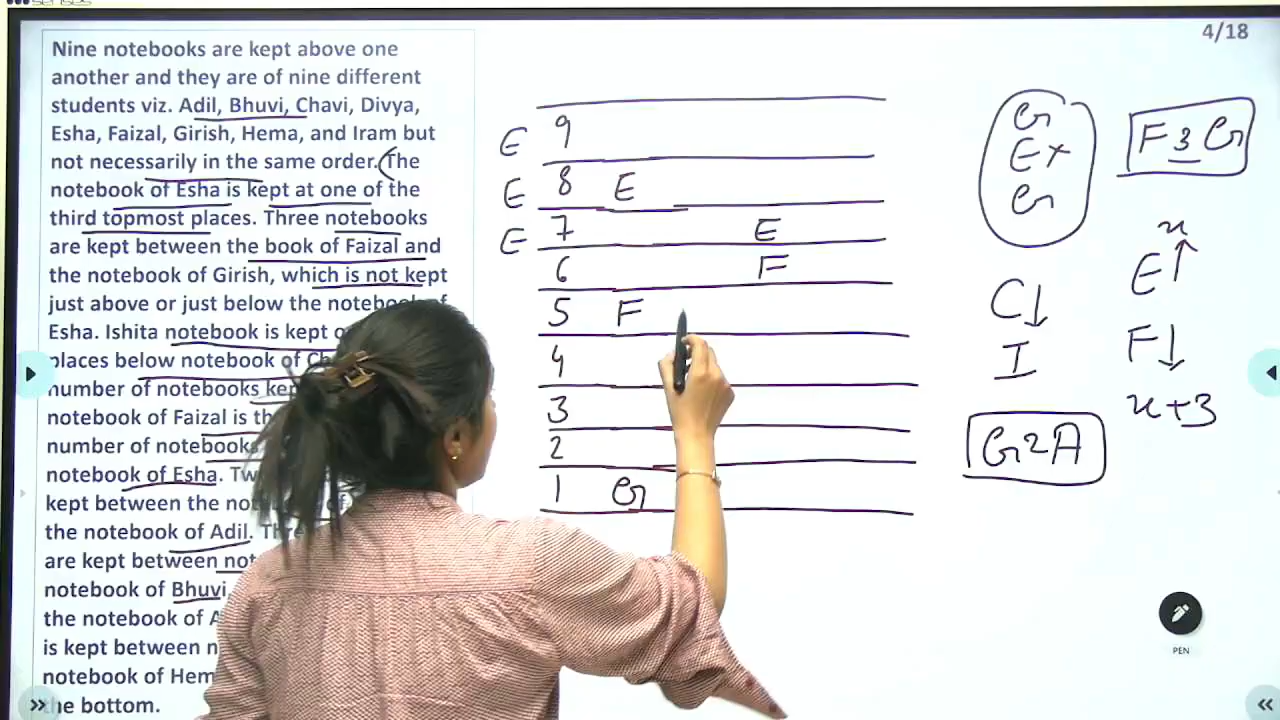 4/18
Nine notebooks are kept above one
another and they are of nine different
students viz. Adil, Bhuvi, Chavi, Divya,
Esha, Faizal, Girish, Hema, and Iram but
not necessarily in the same order. The
notebook of Esha is kept at one of the
third topmost places. Three notebooks
are kept between the book of Faizal and
the notebook of Girish, which is not kept
just above or just below the notebook of
Esha. Ishita notebook is kept
places below notebook of
number of notebooks
notebook of Faizal is
number of notebooks
notebook of Esha.
kept between the
the notebook of Adil.
are kept between
notebook of Bhuvi
the notebook of
is kept between
notebook of
the bottom.
E 9
E 8 E
E 7 E
6 F
5 F
4
3
2
1 G
G
E x
G
F 3 G
x
E↑
C↓
I
F↓
x+3
G2A
PEN